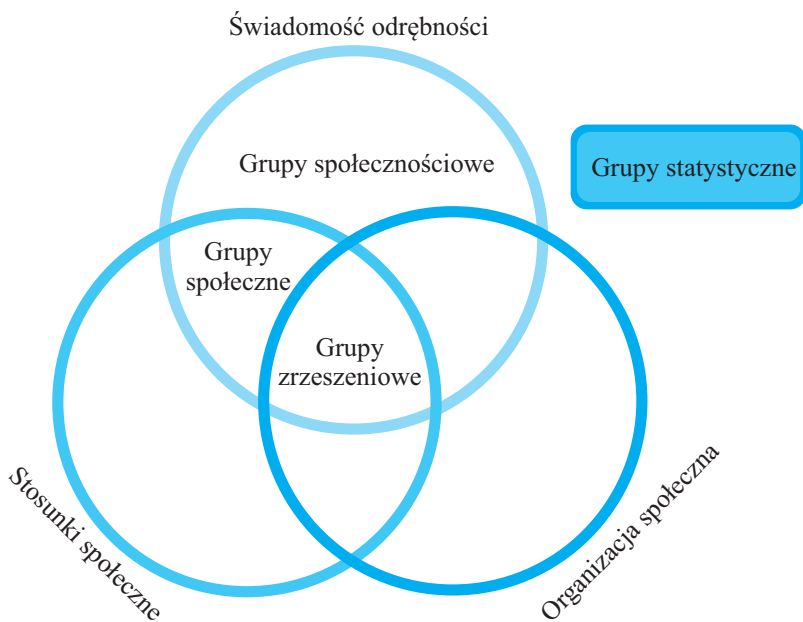 Świadomość odrębności
Grupy społecznościowe
Grupy statystyczne
Grupy
społeczne
Grupy
zrzeszeniowe
Stosunki społeczne
Organizacja społeczna